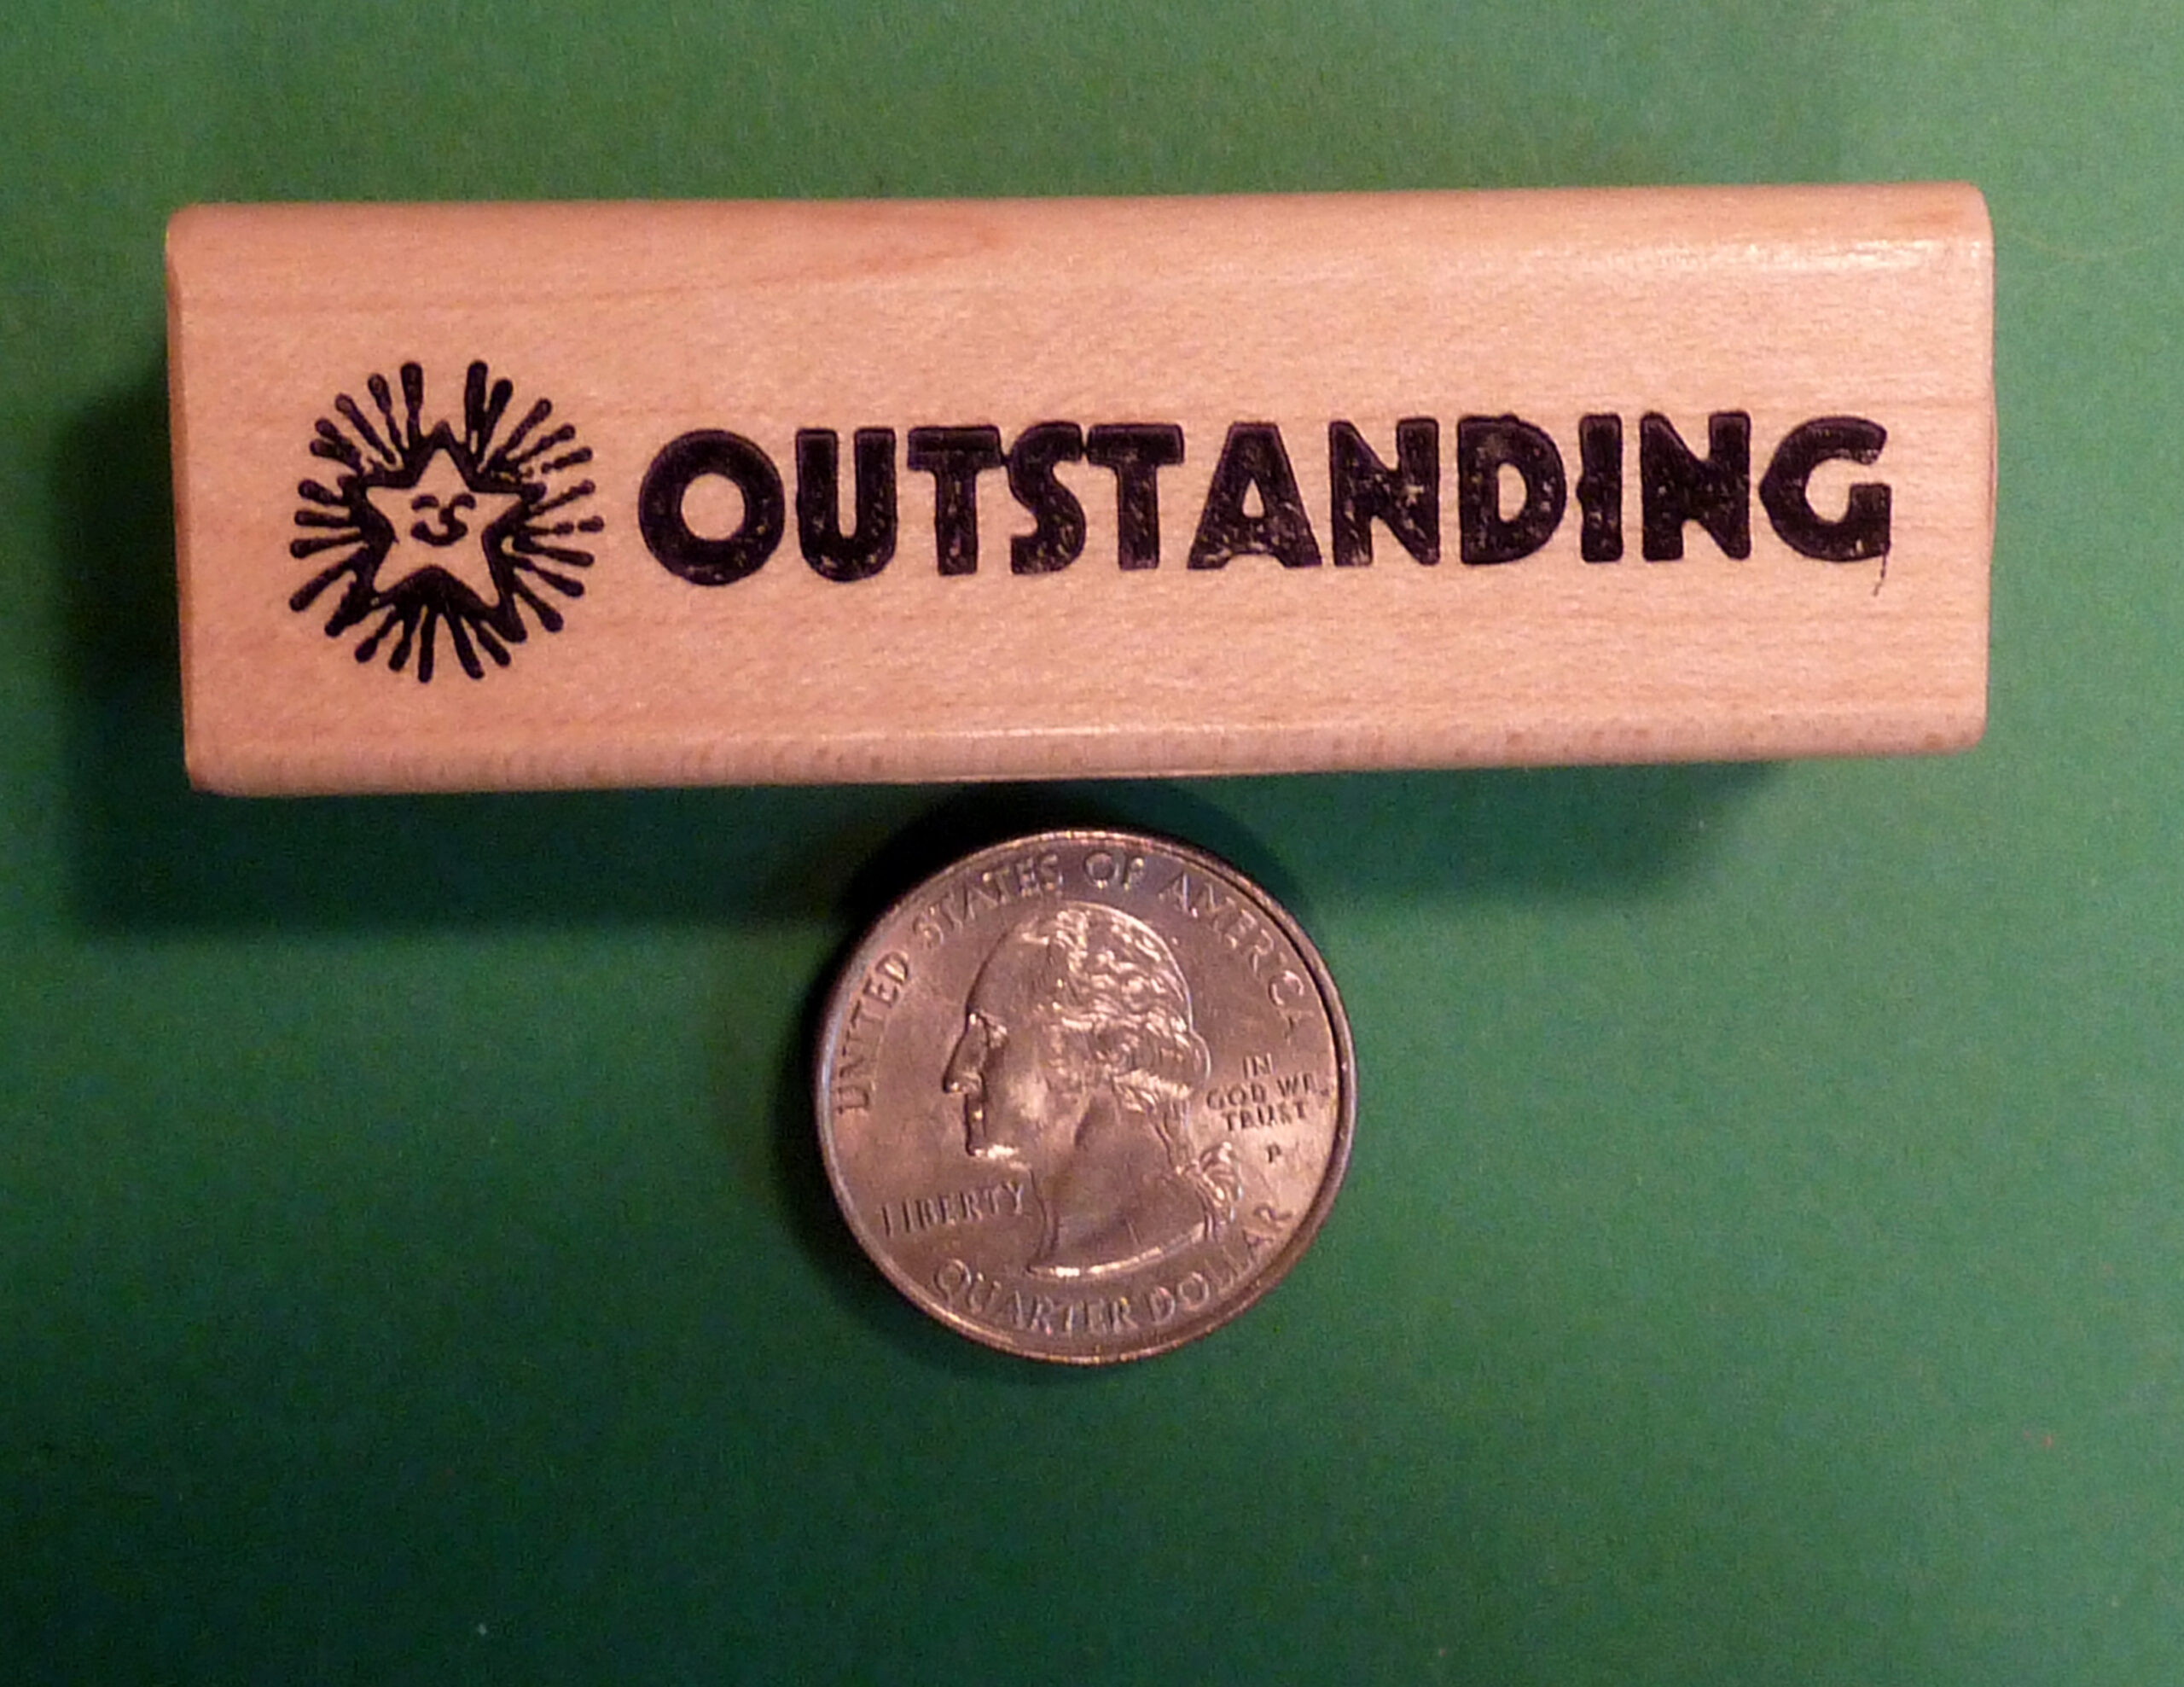 OUTSTANDING
UNITED STATES OF AMERICA
IN
GOD WE
TRUST
P
LIBERTY
QUARTER DOLLAR